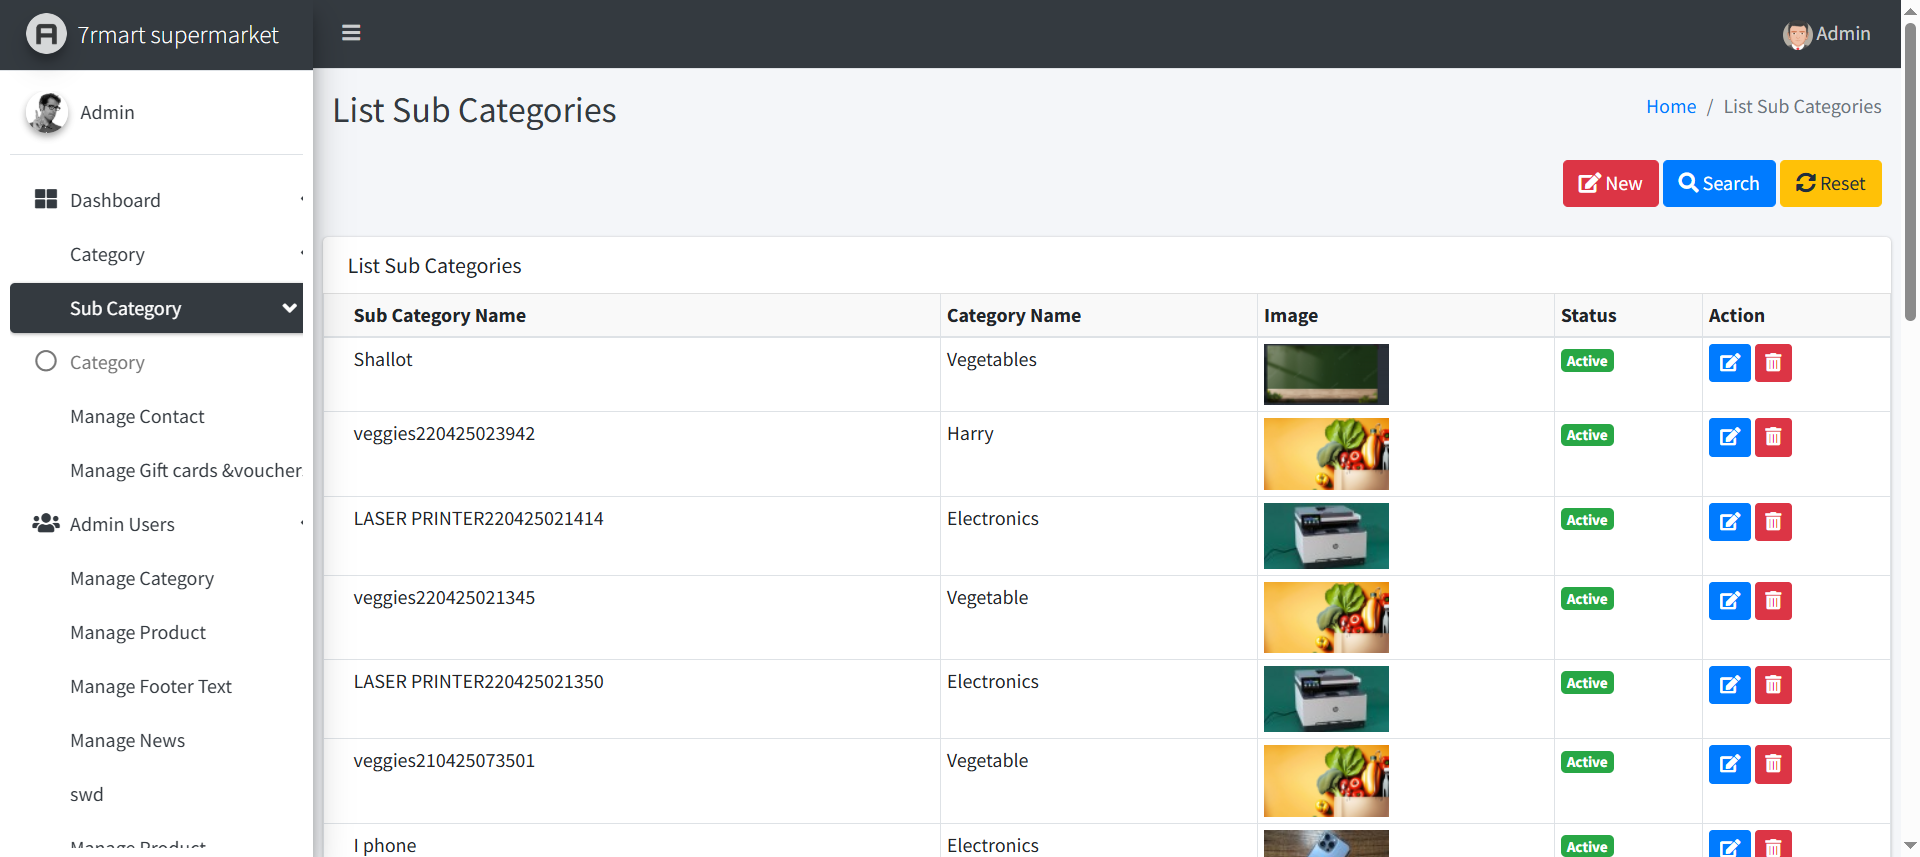 7rmart supermarket
Admin
Admin
List Sub Categories
Home / List Sub Categories
New
Search
Reset
Dashboard
Category
Sub Category
Category
Manage Contact
Manage Gift cards &voucher
Admin Users
Manage Category
Manage Product
Manage Footer Text
Manage News
swd
Manage Product
List Sub Categories
Sub Category Name Category Name Image Status Action
Shallot Vegetables Active
veggies220425023942 Harry Active
LASER PRINTER220425021414 Electronics Active
veggies220425021345 Vegetable Active
LASER PRINTER220425021350 Electronics Active
veggies210425073501 Vegetable Active
I phone Electronics Active